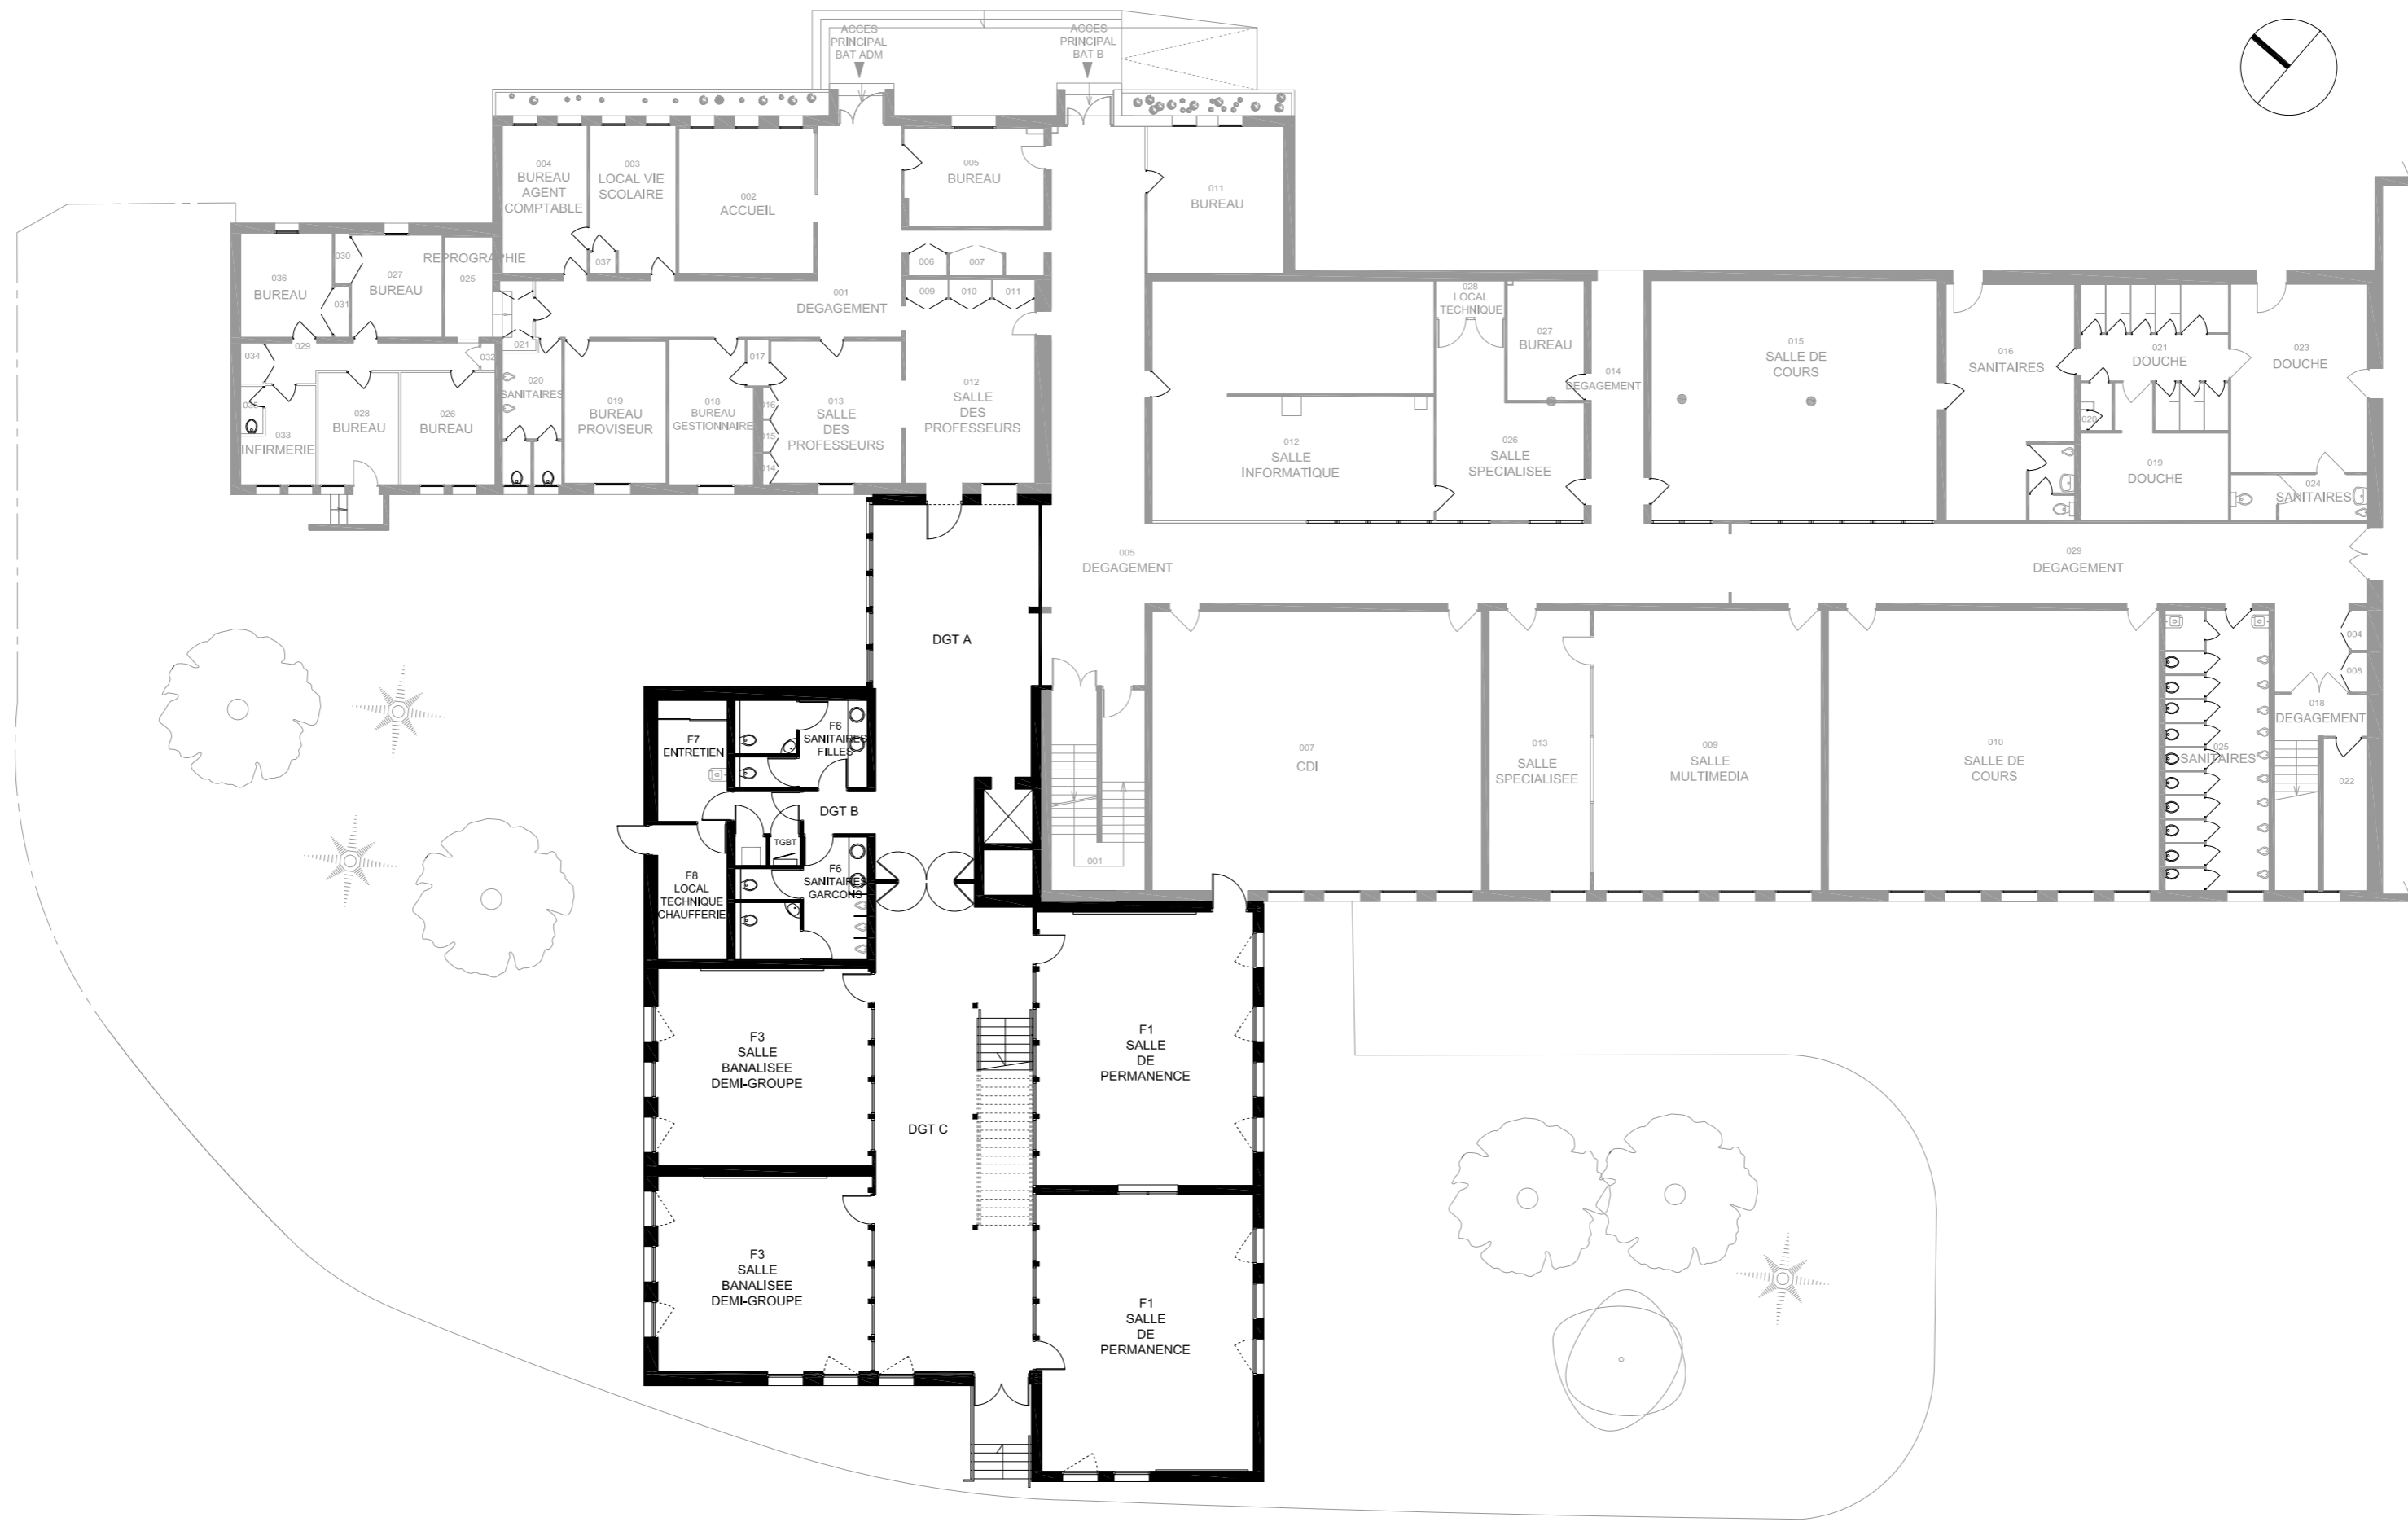 ACCES
PRINCIPAL
BAT ADM
ACCES
PRINCIPAL
BAT B
004
BUREAU
AGENT
COMPTABLE
003
LOCAL VIE
SCOLAIRE
002
ACCUEIL
005
BUREAU
011
BUREAU
036
BUREAU
030
031
027
BUREAU
REPROGRAPHIE
025
037
006
007
009
010
011
001
DEGAGEMENT
028
LOCAL
TECHNIQUE
027
BUREAU
014
DEGAGEMENT
015
SALLE DE
COURS
016
SANITAIRES
021
DOUCHE
023
DOUCHE
034
029
032
021
020
SANITAIRES
019
BUREAU
PROVISEUR
018
BUREAU
GESTIONNAIRE
017
016
015
014
013
SALLE
DES
PROFESSEURS
012
SALLE
DES
PROFESSEURS
035
033
INFIRMERIE
028
BUREAU
026
BUREAU
012
SALLE
INFORMATIQUE
026
SALLE
SPECIALISEE
020
019
DOUCHE
024
SANITAIRES
005
DEGAGEMENT
029
DEGAGEMENT
DGT A
004
008
018
DEGAGEMENT
022
F7
ENTRETIEN
F6
SANITAIRES
FILLES
DGT B
TGBT
F8
LOCAL
TECHNIQUE
CHAUFFERIE
F6
SANITAIRES
GARCONS
001
007
CDI
013
SALLE
SPECIALISEE
009
SALLE
MULTIMEDIA
010
SALLE DE
COURS
025
SANITAIRES
F3
SALLE
BANALISEE
DEMI-GROUPE
F1
SALLE
DE
PERMANENCE
DGT C
F3
SALLE
BANALISEE
DEMI-GROUPE
F1
SALLE
DE
PERMANENCE